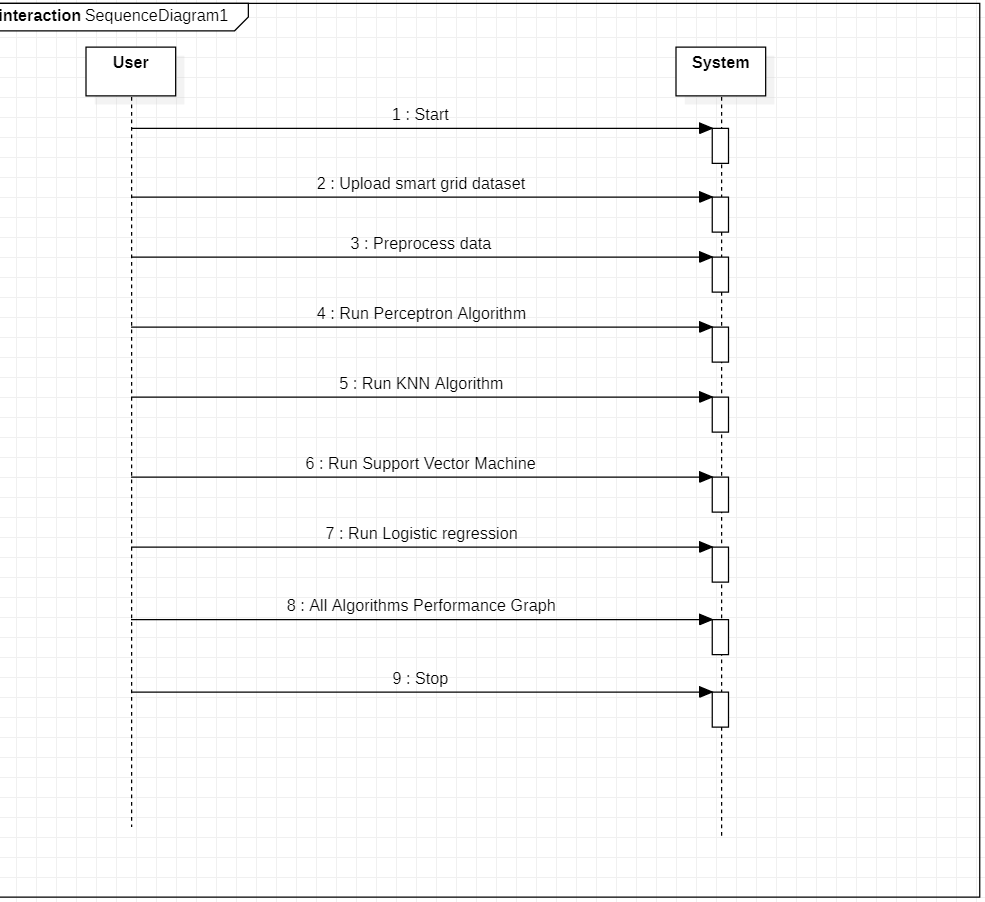 interaction SequenceDiagram1
User
System
1 : Start
2 : Upload smart grid dataset
3 : Preprocess data
4 : Run Perceptron Algorithm
5 : Run KNN Algorithm
6 : Run Support Vector Machine
7 : Run Logistic regression
8 : All Algorithms Performance Graph
9 : Stop